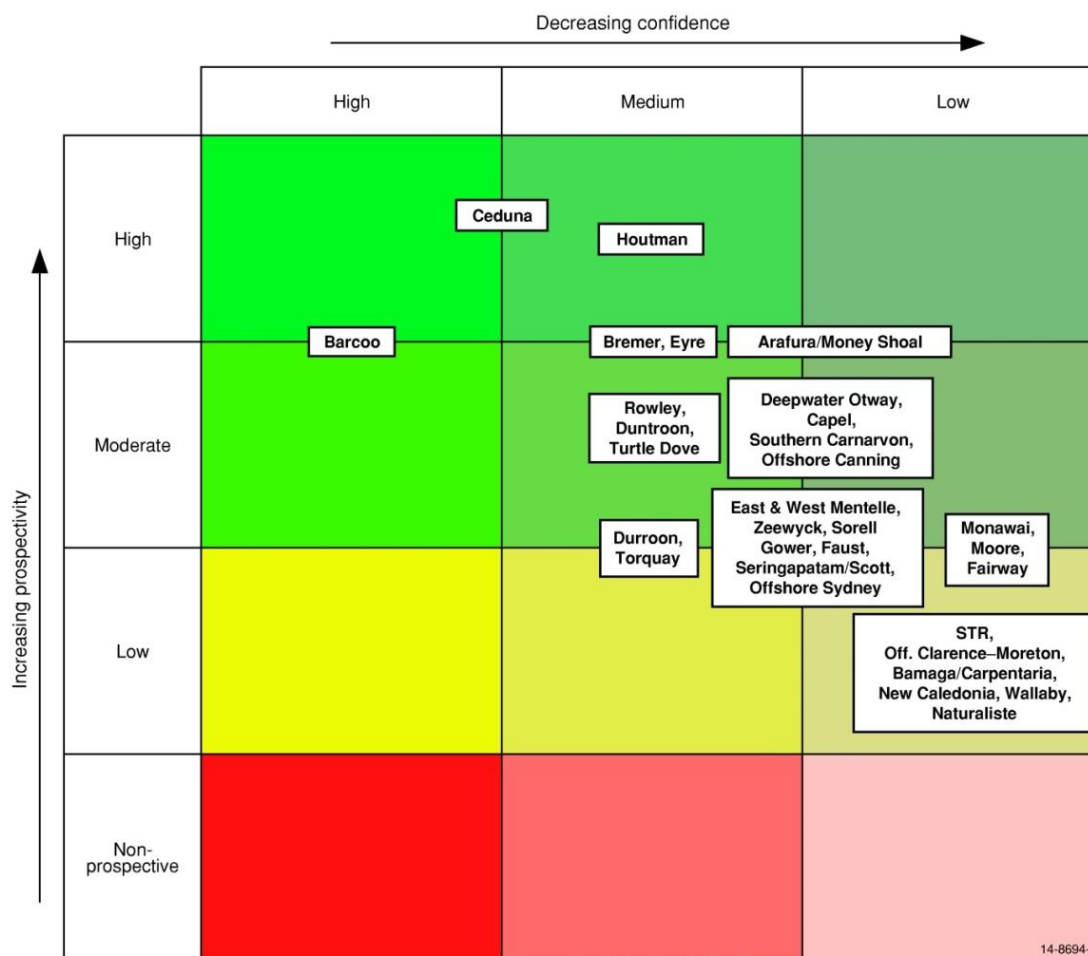 Decreasing confidence
High
Medium
Low
Increasing prospectivity
High
Ceduna
Houtman
Barcoo
Bremer, Eyre
Arafura/Money Shoal
Moderate
Rowley,
Duntroon,
Turtle Dove
Deepwater Otway,
Capel,
Southern Carnarvon,
Offshore Canning
Durroon,
Torquay
East & West Mentelle,
Zeewyck, Sorell
Gower, Faust,
Seringapatam/Scott,
Offshore Sydney
Monawai,
Moore,
Fairway
Low
STR,
Off. Clarence–Moreton,
Bamaga/Carpentaria,
New Caledonia, Wallaby,
Naturaliste
Non-
prospective
14-8694-